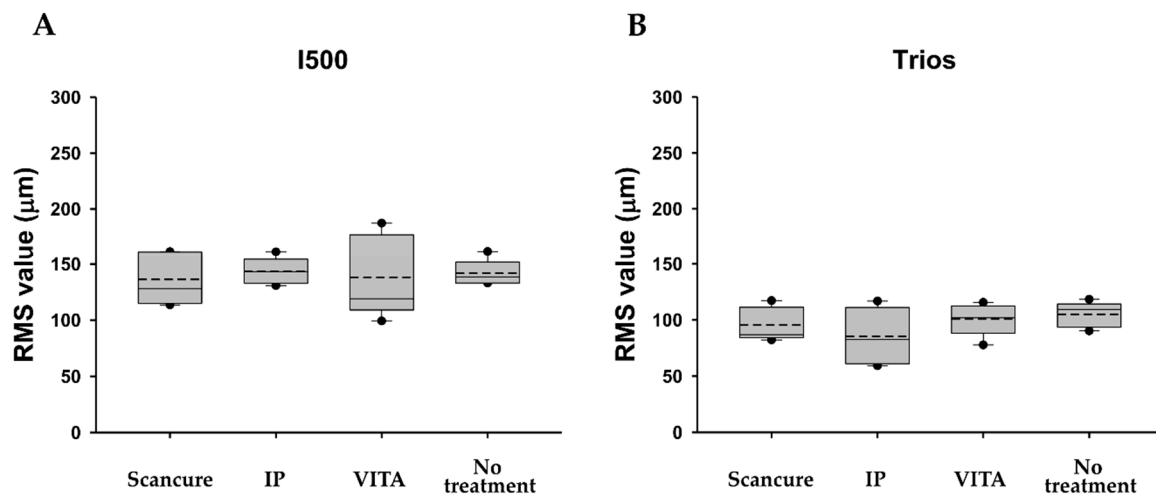 A
I500
300
250
200
150
100
50
0
RMS value (μm)
Scancure
IP
VITA
No
treatment
B
Trios
300
250
200
150
100
50
0
RMS value (μm)
Scancure
IP
VITA
No
treatment